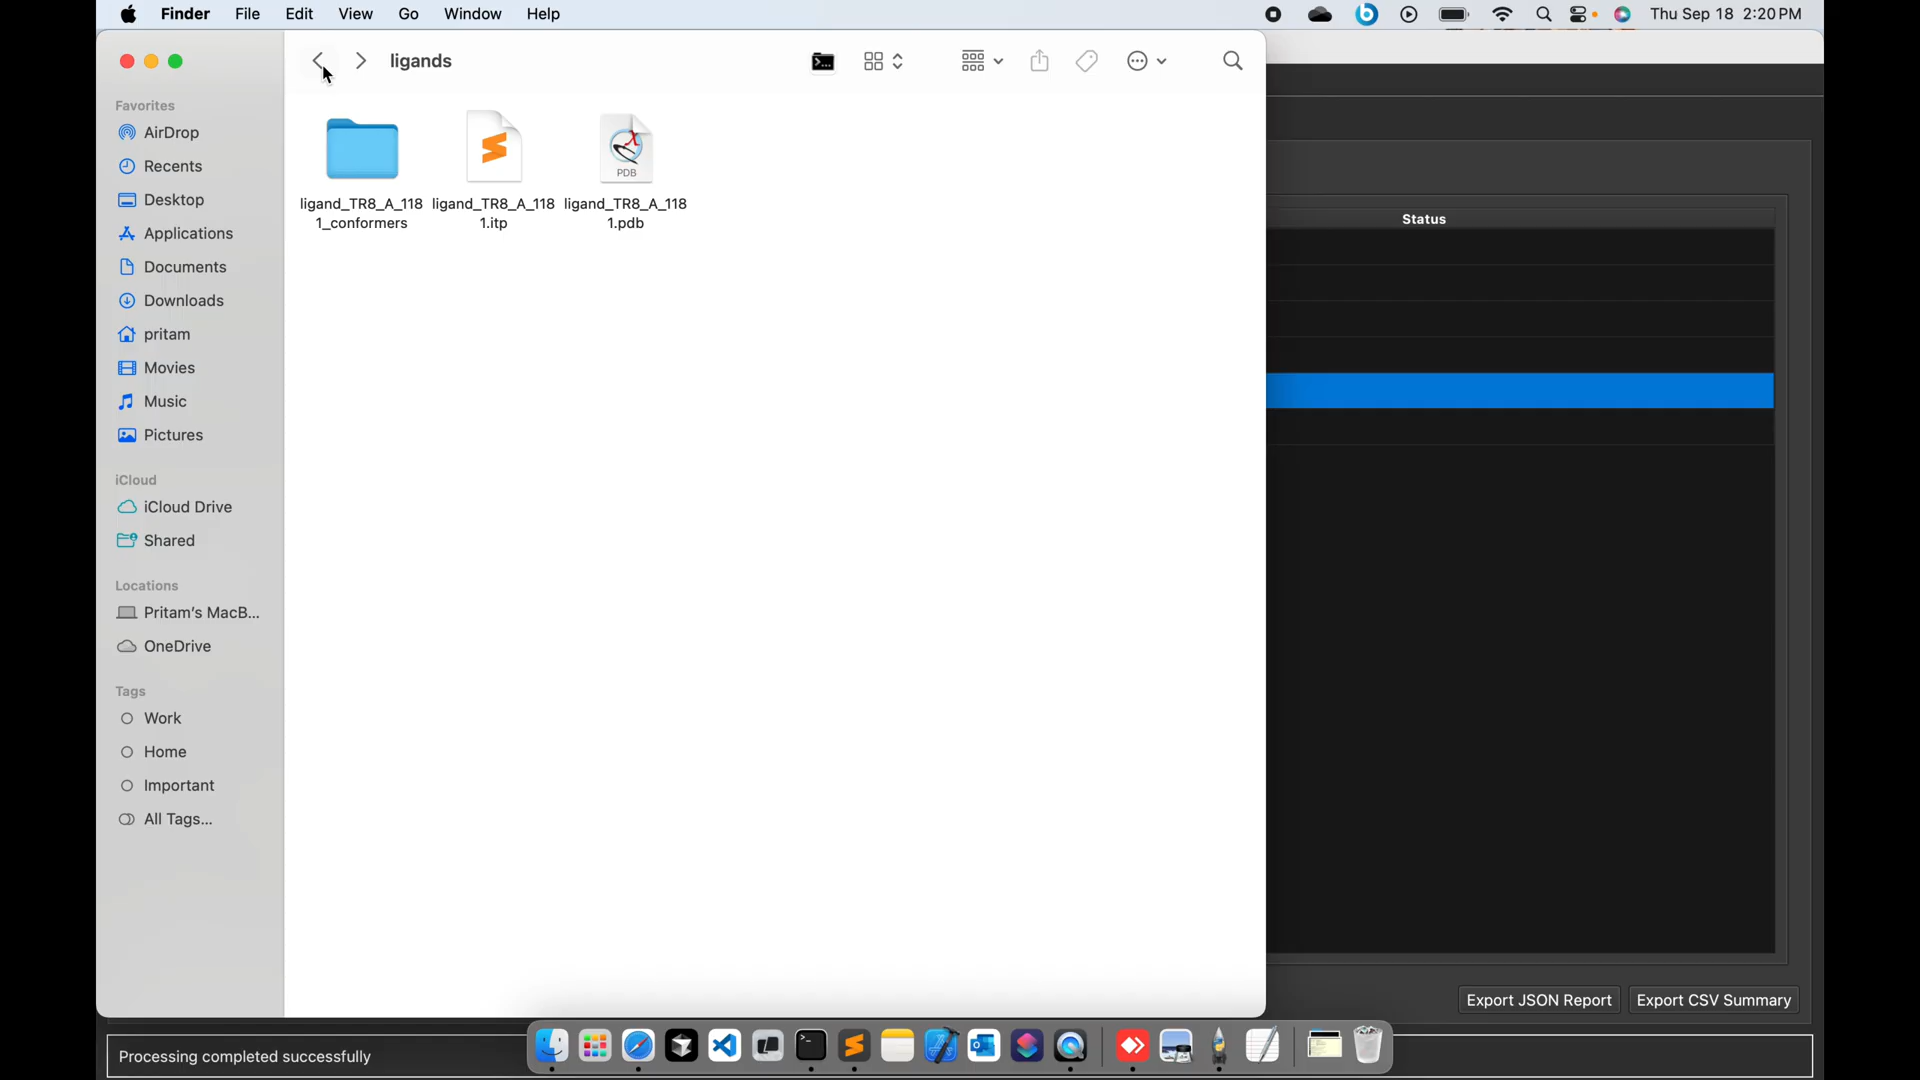 Finder File Edit View Go Window Help Thu Sep 18 2:20 PM
ligands
Favorites
AirDrop
Recents
Desktop
Applications
Documents
Downloads
pritam
Movies
Music
Pictures
iCloud
iCloud Drive
Shared
Locations
Pritam's MacB...
OneDrive
Tags
Work
Home
Important
All Tags...
PDB
ligand_TR8_A_118
1_conformers
ligand_TR8_A_118
1.itp
ligand_TR8_A_118
1.pdb
Status
Export JSON Report Export CSV Summary
Processing completed successfully